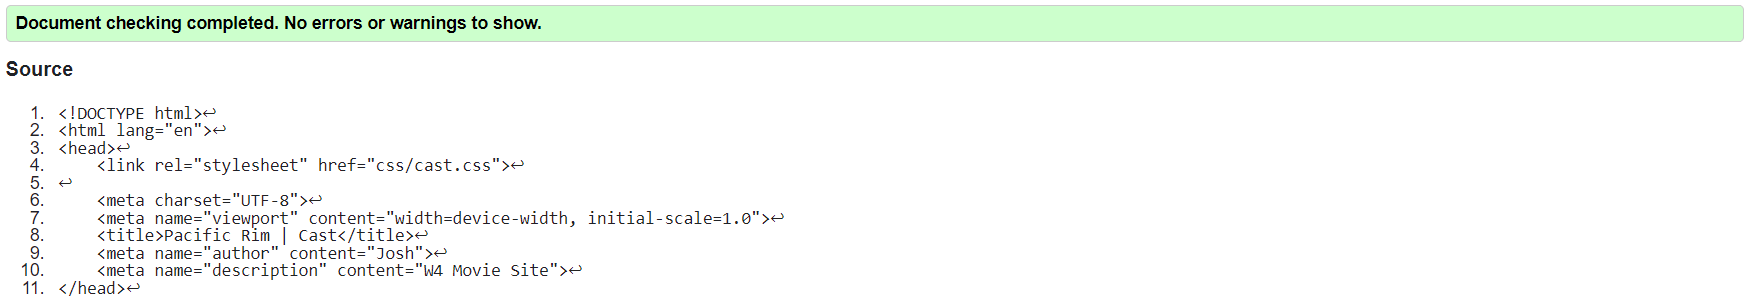 Document checking completed. No errors or warnings to show.
Source
1. <!DOCTYPE html>↩
2. <html lang="en">↩
3. <head>↩
4.     <link rel="stylesheet" href="css/cast.css">↩
5. ↩
6.     <meta charset="UTF-8">↩
7.     <meta name="viewport" content="width=device-width, initial-scale=1.0">↩
8.     <title>Pacific Rim | Cast</title>↩
9.     <meta name="author" content="Josh">↩
10.     <meta name="description" content="W4 Movie Site">↩
11. </head>↩